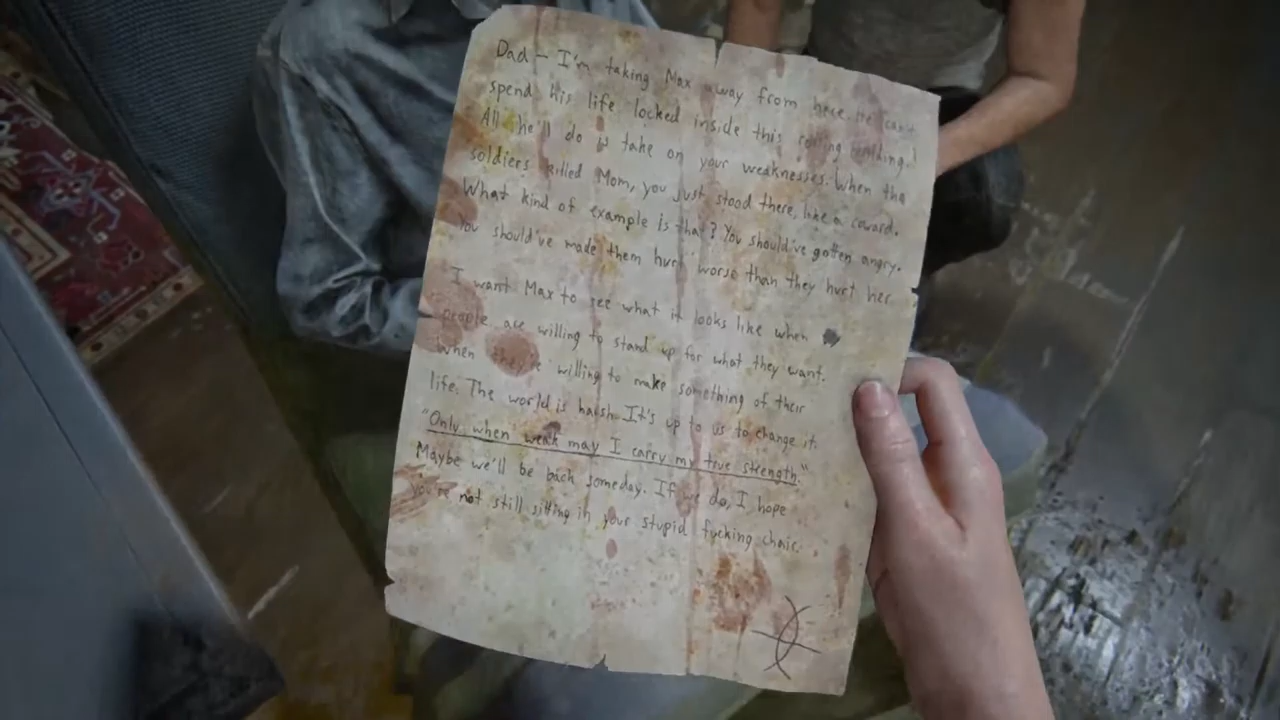 Dad - I'm taking Max away from here. He can't
spend his life locked inside this rotting building!
All he'll do is take on your weaknesses. When the
soldiers killed Mom, you just stood there, like a coward.
What kind of example is that? You should've gotten angry.
You should've made them hurt worse than they hurt her.
I want Max to see what it looks like when
people are willing to stand up for what they want.
When they're willing to make something of their
life. The world is harsh. It's up to us to change it.
"Only when weak may I carry my true strength."
Maybe we'll be back someday. If we do, I hope
you're not still sitting in your stupid fucking chair.